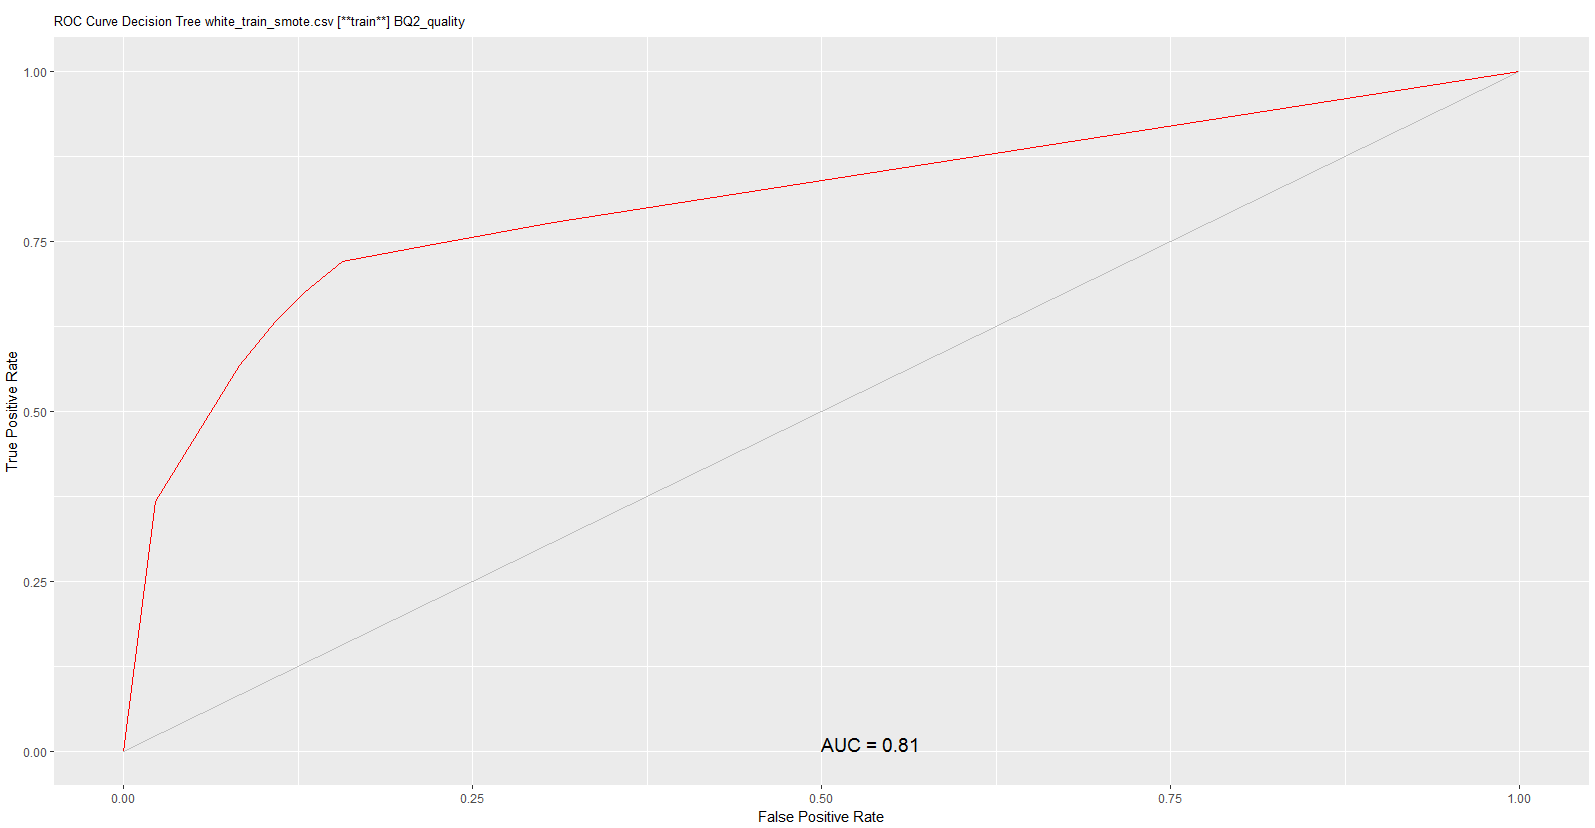 ROC Curve Decision Tree white_train_smote.csv [**train**] BQ2_quality
True Positive Rate
1.00
0.75
0.50
0.25
0.00
AUC = 0.81
0.00 0.25 0.50 0.75 1.00
False Positive Rate